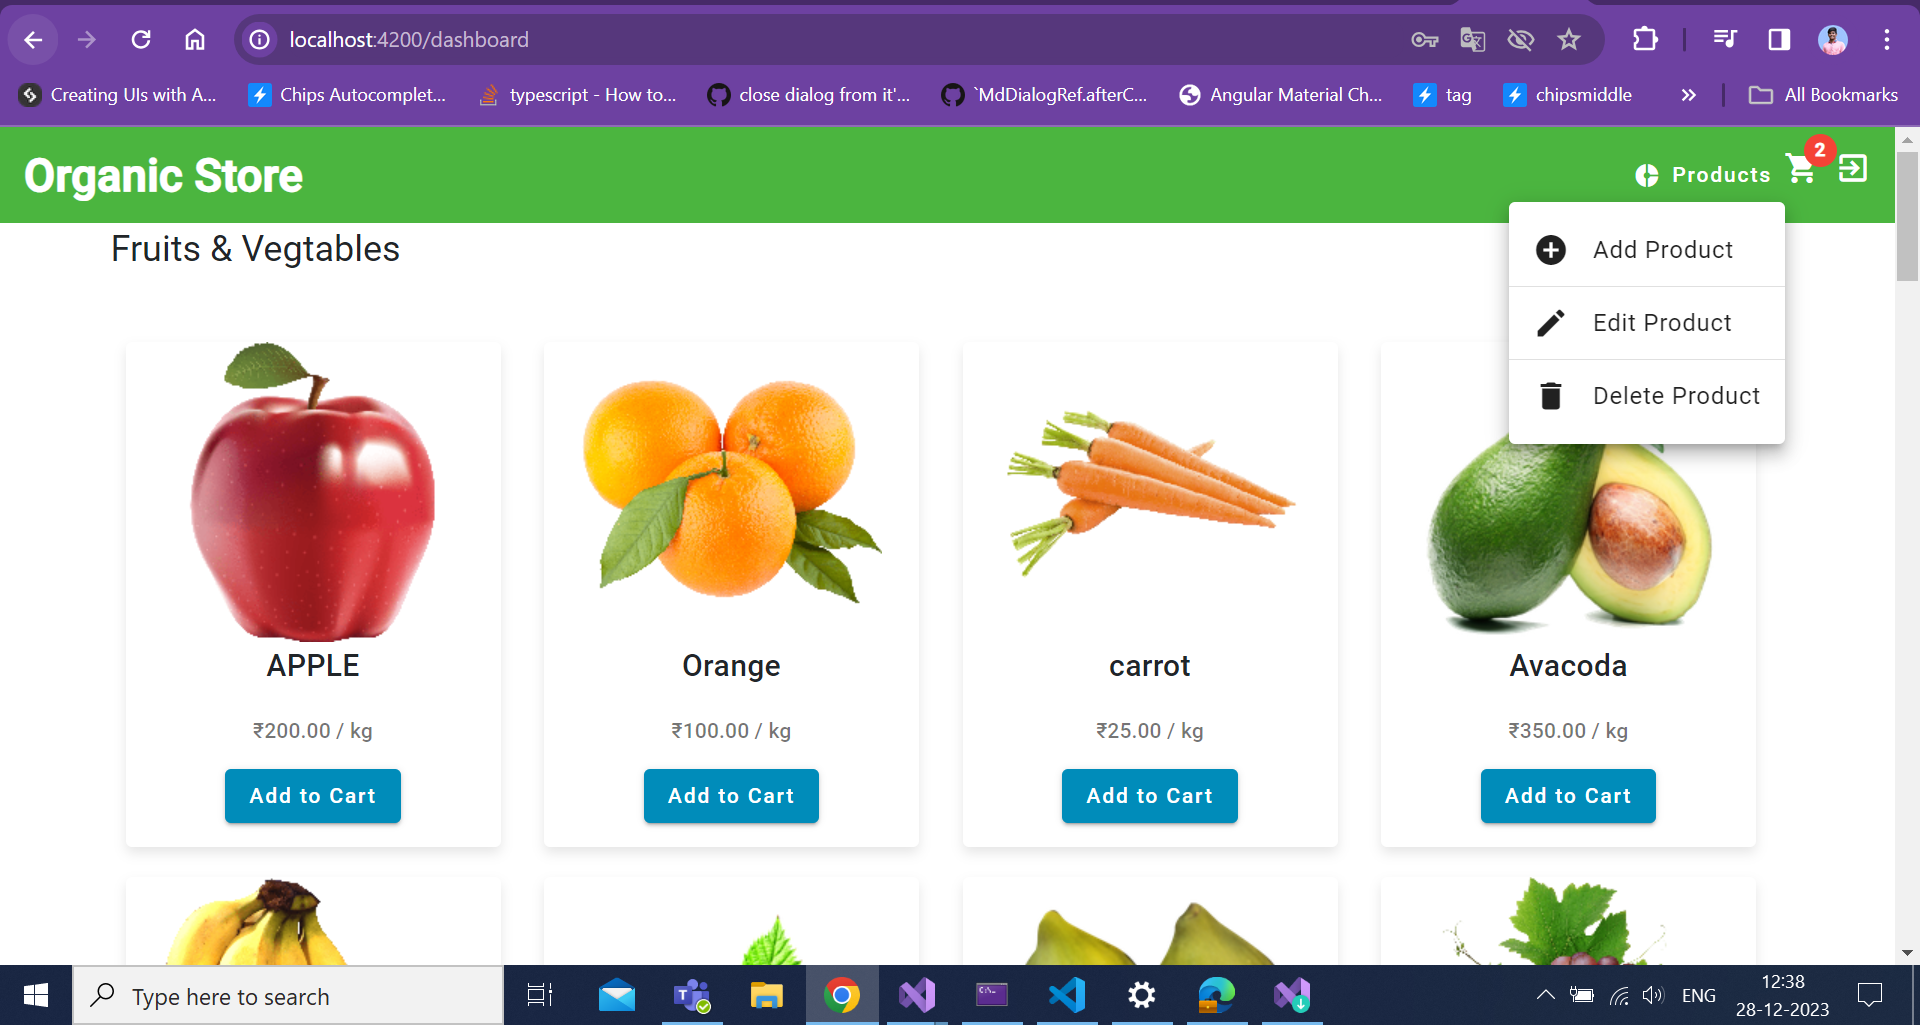 localhost:4200/dashboard
Creating UIs with A...
Chips Autocomplet...
typescript - How to...
close dialog from it'...
`MdDialogRef.afterC...
Angular Material Ch...
tag
chipsmiddle
All Bookmarks
Organic Store
Products
2
Add Product
Edit Product
Delete Product
Fruits & Vegtables
APPLE
₹200.00 / kg
Add to Cart
Orange
₹100.00 / kg
Add to Cart
carrot
₹25.00 / kg
Add to Cart
Avacoda
₹350.00 / kg
Add to Cart
Type here to search
ENG
12:38
28-12-2023